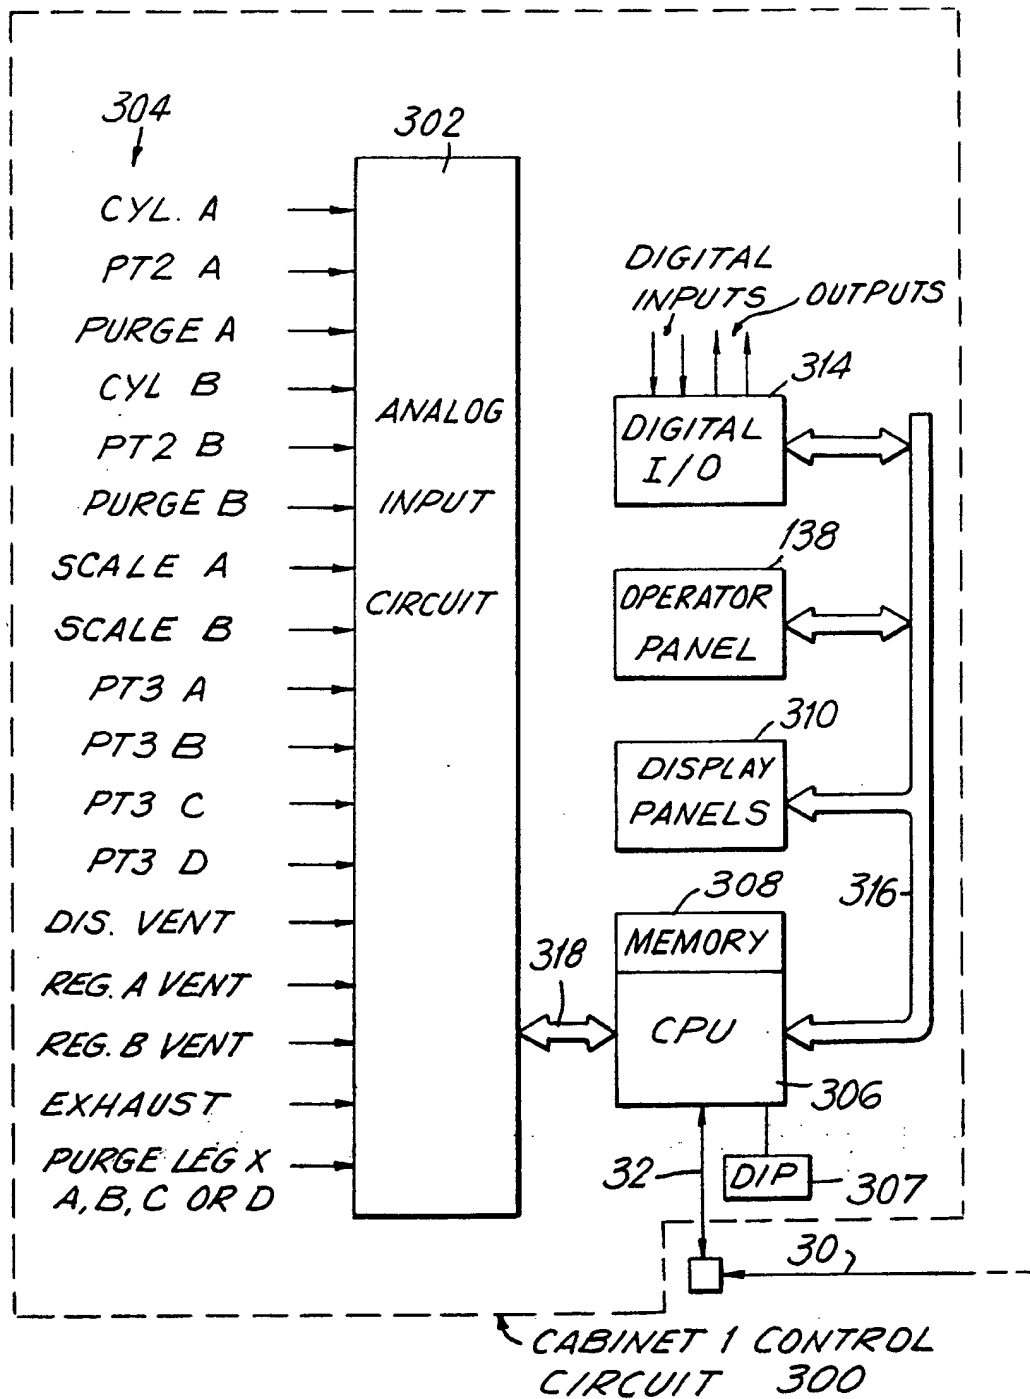 304
302
CYL. A
PT2 A
PURGE A
CYL B
PT2 B
PURGE B
SCALE A
SCALE B
PT3 A
PT3 B
PT3 C
PT3 D
DIS. VENT
REG. A VENT
REG. B VENT
EXHAUST
PURGE LEG X
A, B, C OR D
ANALOG
INPUT
CIRCUIT
DIGITAL
INPUTS OUTPUTS
314
DIGITAL
I/O
138
OPERATOR
PANEL
310
DISPLAY
PANELS
316
308
MEMORY
318
CPU
306
32
DIP
307
30
CABINET 1 CONTROL
CIRCUIT 300